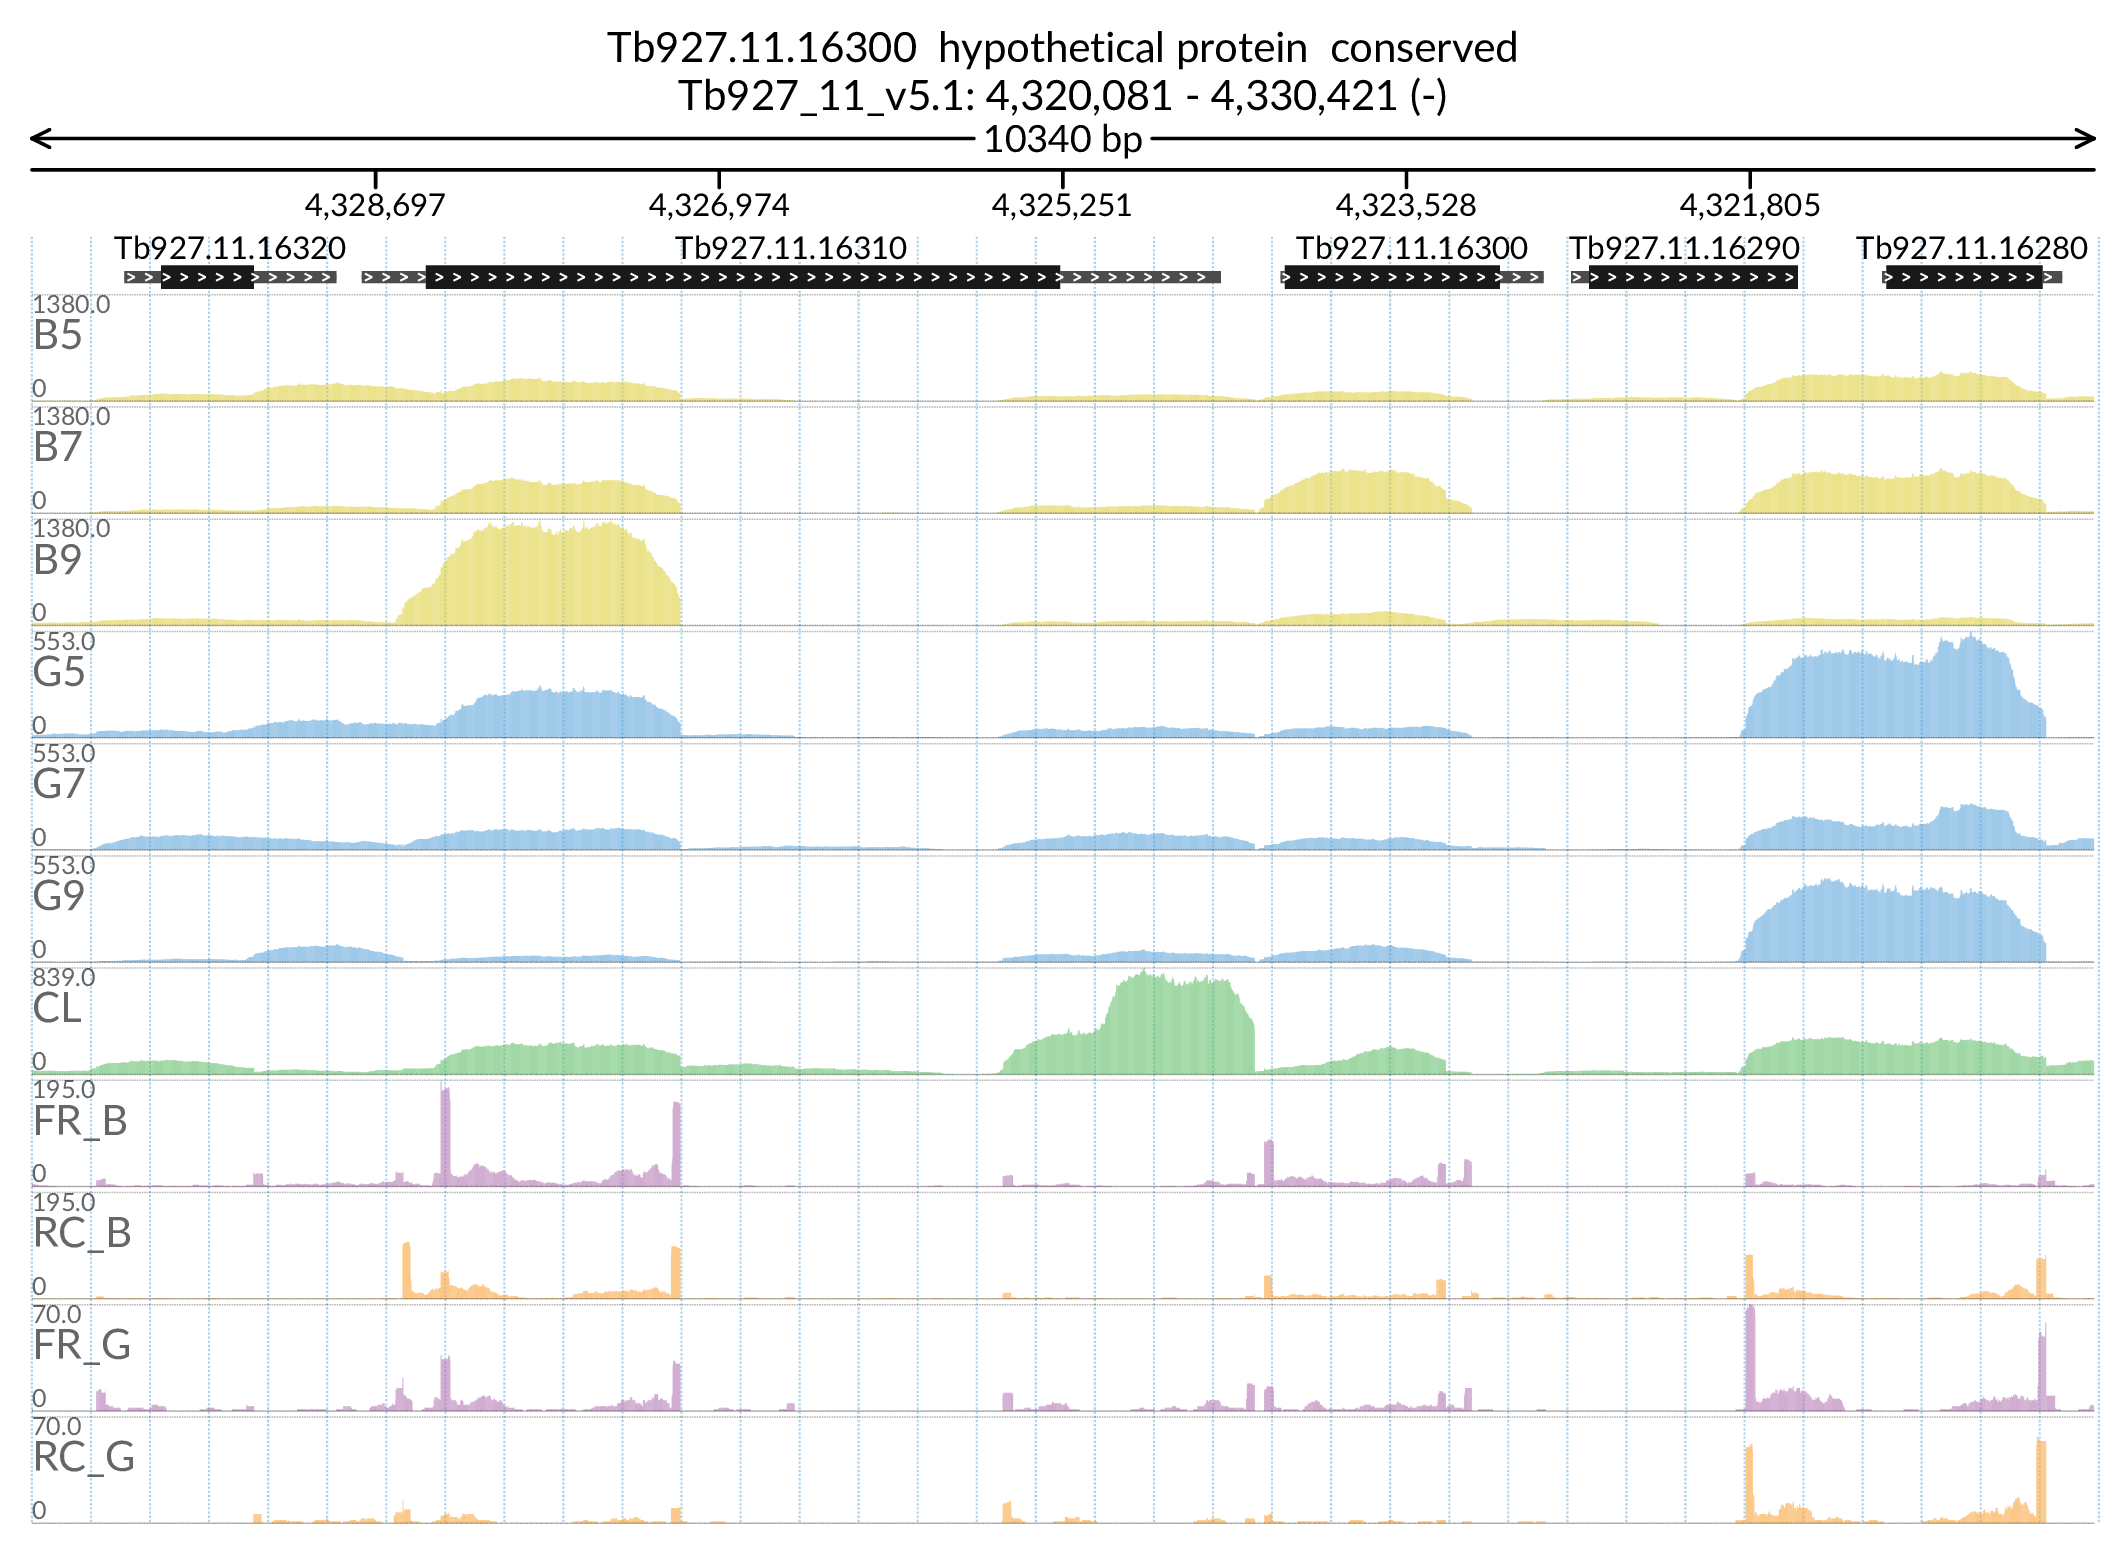 Tb927.11.16300 hypothetical protein conserved
Tb927_11_v5.1: 4,320,081 - 4,330,421 (-)
10340 bp
4,328,697 4,326,974 4,325,251 4,323,528 4,321,805
Tb927.11.16320 Tb927.11.16310 Tb927.11.16300 Tb927.11.16290 Tb927.11.16280
1380.0
B5
0
1380.0
B7
0
1380.0
B9
0
553.0
G5
0
553.0
G7
0
553.0
G9
0
839.0
CL
0
195.0
FR_B
0
195.0
RC_B
0
70.0
FR_G
0
70.0
RC_G
0